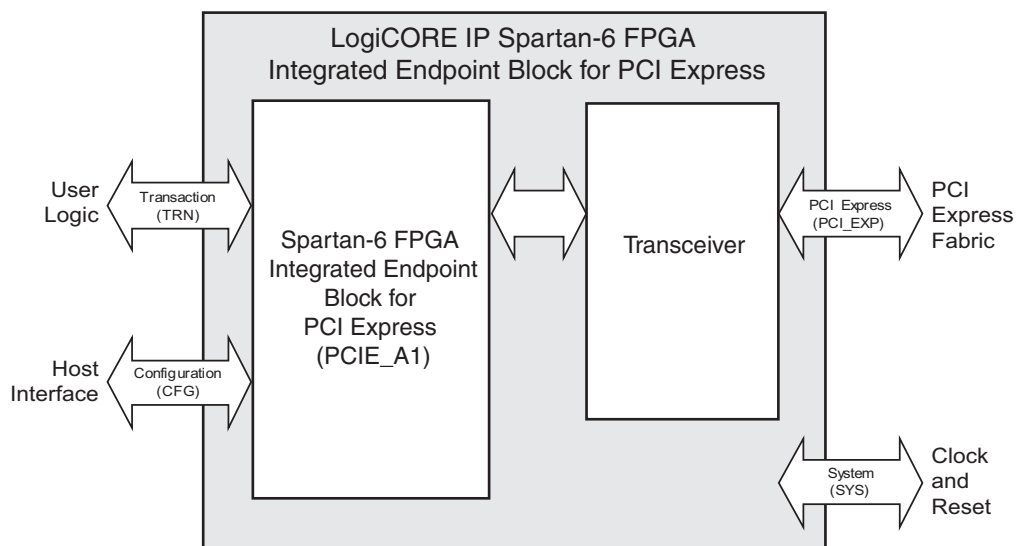 LogiCORE IP Spartan-6 FPGA
Integrated Endpoint Block for PCI Express
User
Logic
Transaction
(TRN)
Host
Interface
Configuration
(CFG)
Spartan-6 FPGA
Integrated Endpoint
Block for
PCI Express
(PCIE_A1)
Transceiver
PCI Express
(PCI_EXP)
PCI
Express
Fabric
System
(SYS)
Clock
and
Reset